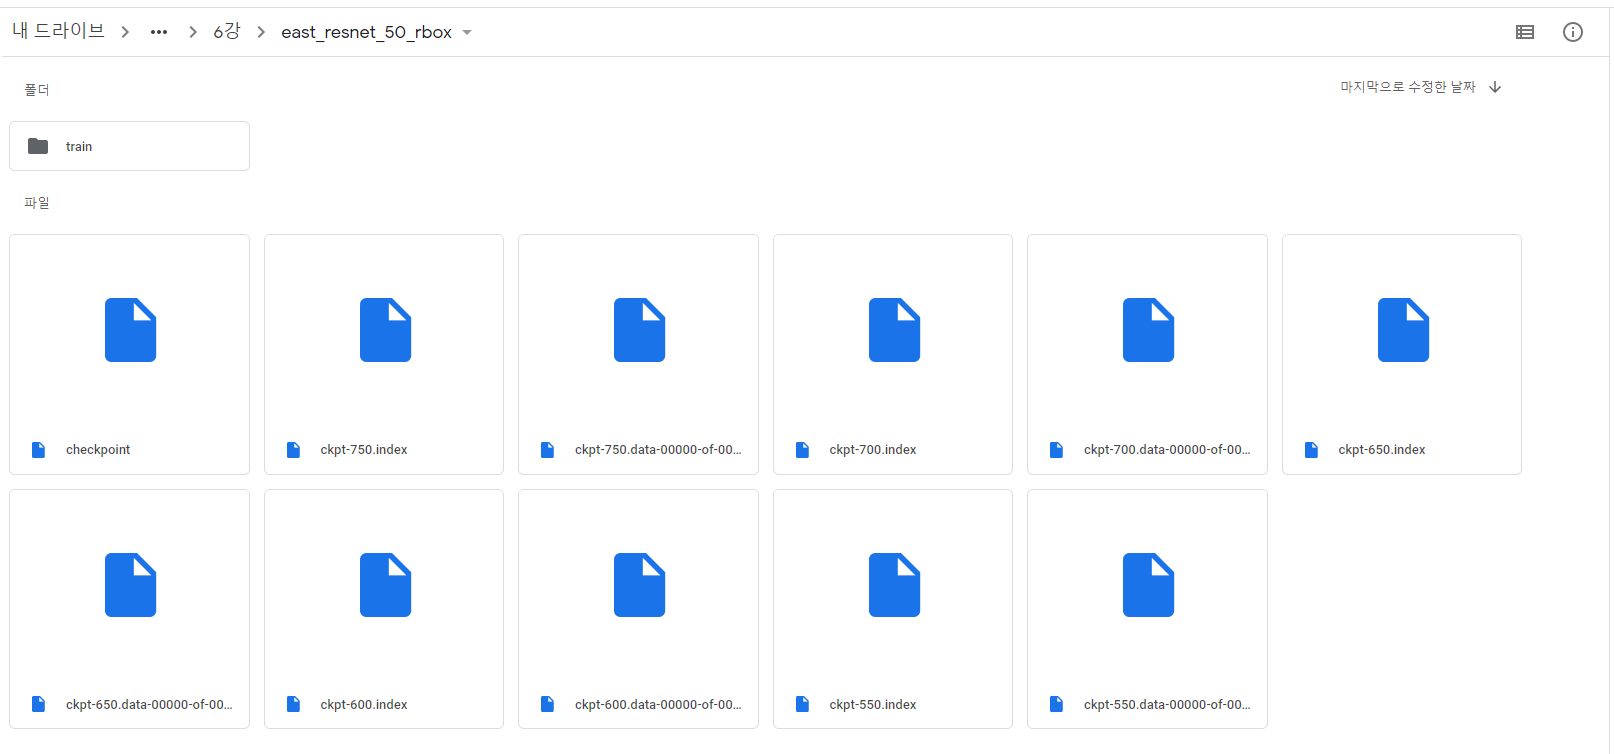 내 드라이브 > ••• > 6강 > east_resnet_50_rbox
폴더
마지막으로 수정한 날짜
train
파일
checkpoint
ckpt-750.index
ckpt-750.data-00000-of-00...
ckpt-700.index
ckpt-700.data-00000-of-00...
ckpt-650.index
ckpt-650.data-00000-of-00...
ckpt-600.index
ckpt-600.data-00000-of-00...
ckpt-550.index
ckpt-550.data-00000-of-00...